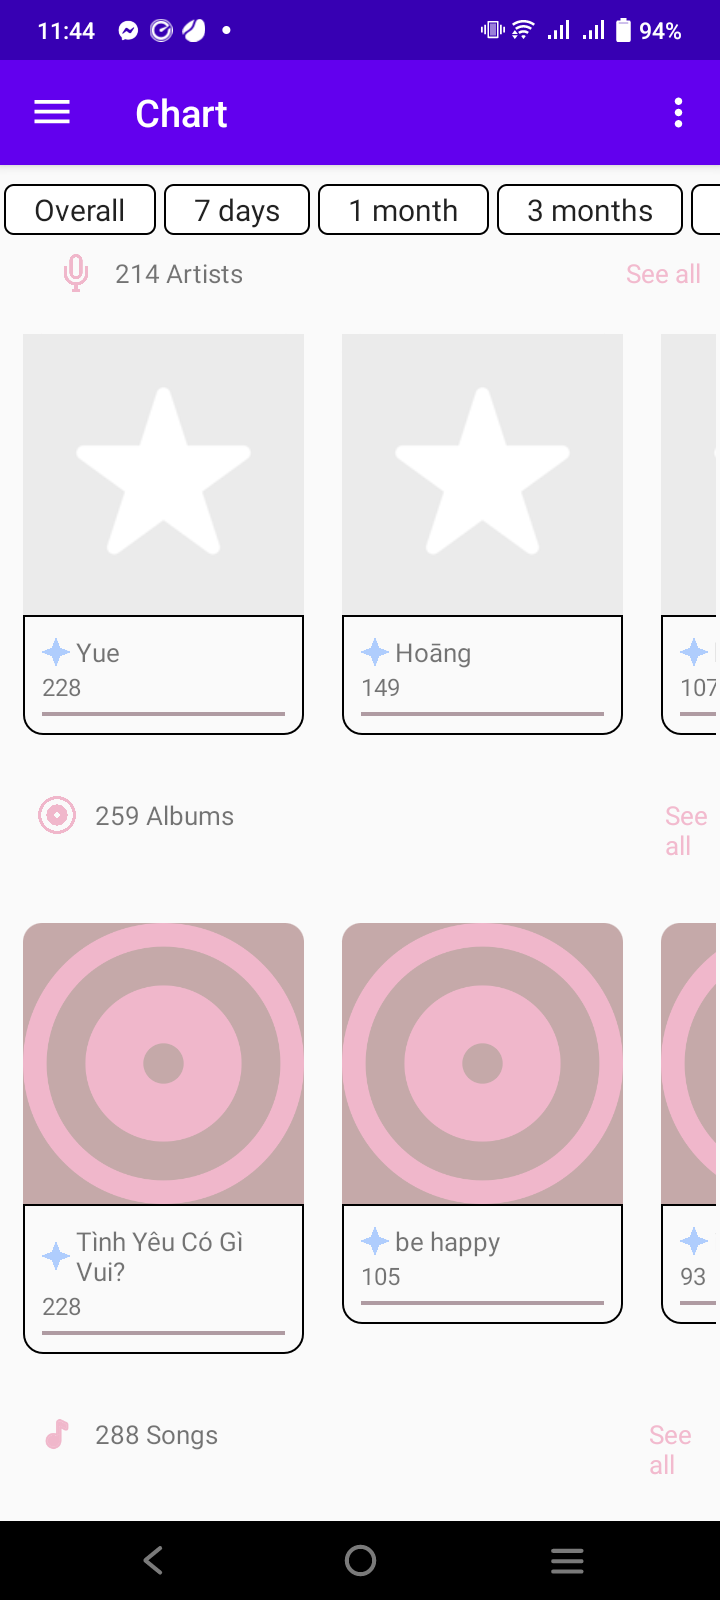 11:44 94%
Chart
Overall 7 days 1 month 3 months
214 Artists See all
Yue Hoāng
228 149 107
259 Albums See
all
Tình Yêu Có Gì be happy
Vui? 105 93
228
288 Songs See
all